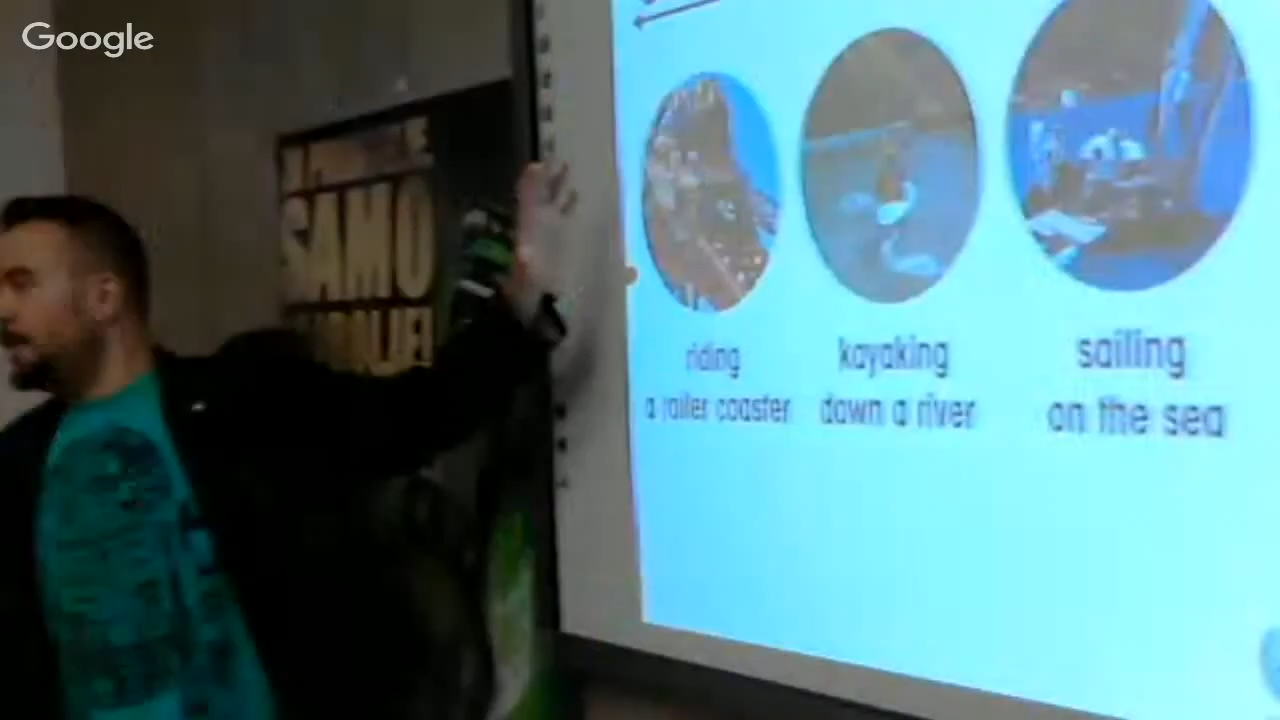 Google
SAMO
riding
a roller coaster
kayaking
down a river
sailing
on the sea